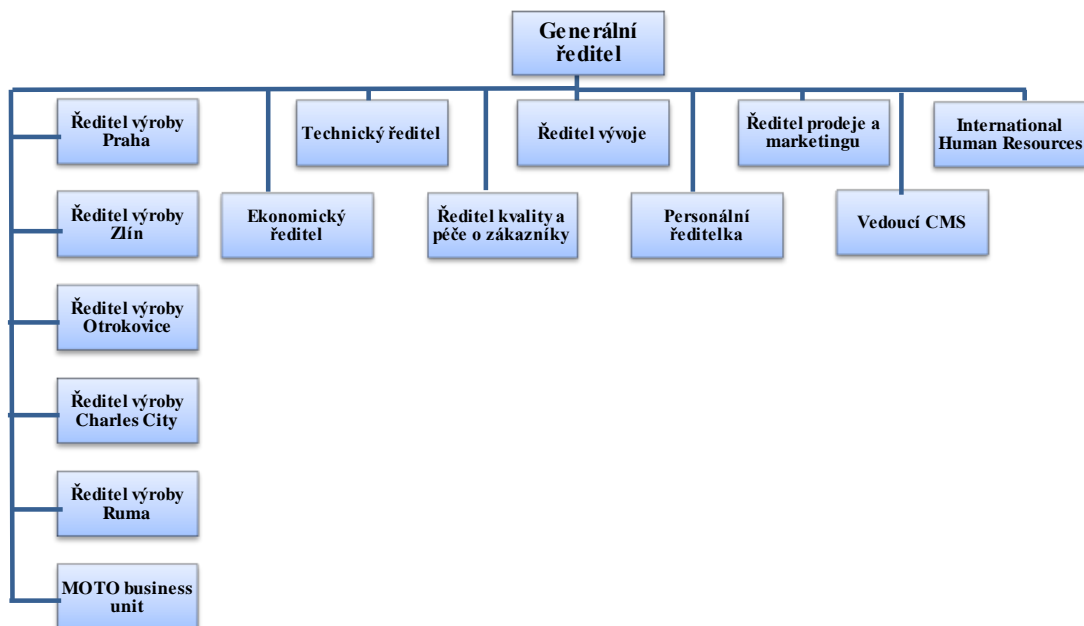 Generální
ředitel
Ředitel výroby
Praha
Technický ředitel
Ředitel vývoje
Ředitel prodeje a
marketingu
International
Human Resources
Ředitel výroby
Zlín
Ekonomický
ředitel
Ředitel kvality a
péče o zákazníky
Personální
ředitelka
Vedoucí CMS
Ředitel výroby
Otrokovice
Ředitel výroby
Charles City
Ředitel výroby
Ruma
MOTO business
unit